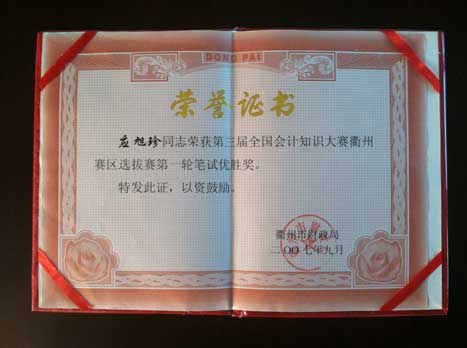 DONG PAI
荣誉证书
应旭珍同志荣获第三届全国会计知识大赛衢州
赛区选拔赛第一轮笔试优胜奖。
特发此证，以资鼓励。
衢州市财政局
二〇〇七年九月